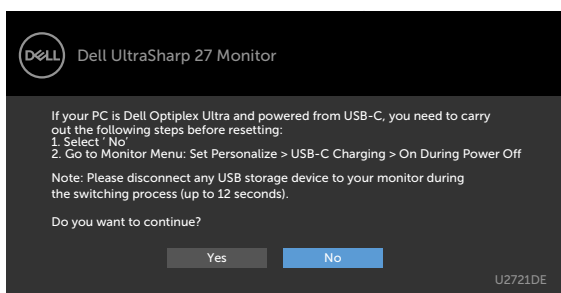 DELL
Dell UltraSharp 27 Monitor
If your PC is Dell Optiplex Ultra and powered from USB-C, you need to carry
out the following steps before resetting:
1. Select ‘ No’
2. Go to Monitor Menu: Set Personalize > USB-C Charging > On During Power Off
Note: Please disconnect any USB storage device to your monitor during
the switching process (up to 12 seconds).
Do you want to continue?
Yes No
U2721DE